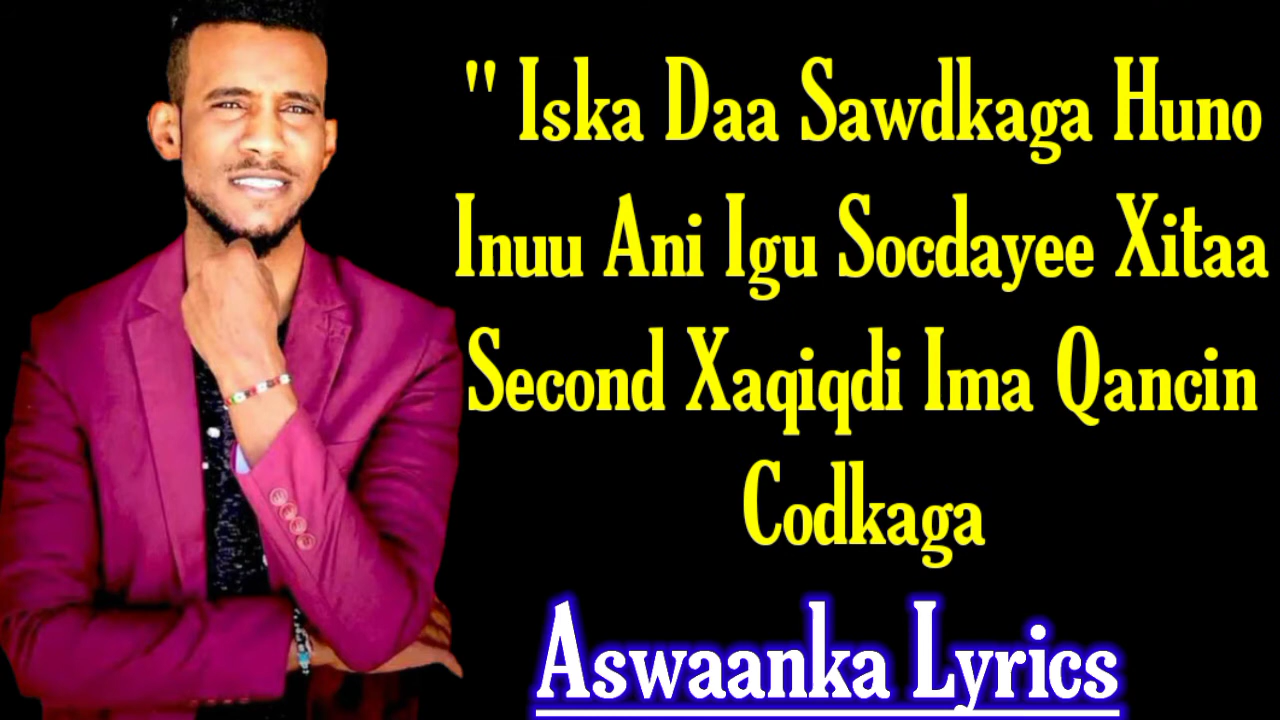 " Iska Daa Sawdkaga Huno
Inuu Ani Igu Socdayee Xitaa
Second Xaqiqdi Ima Qancin
Codkaga
Aswaanka Lyrics